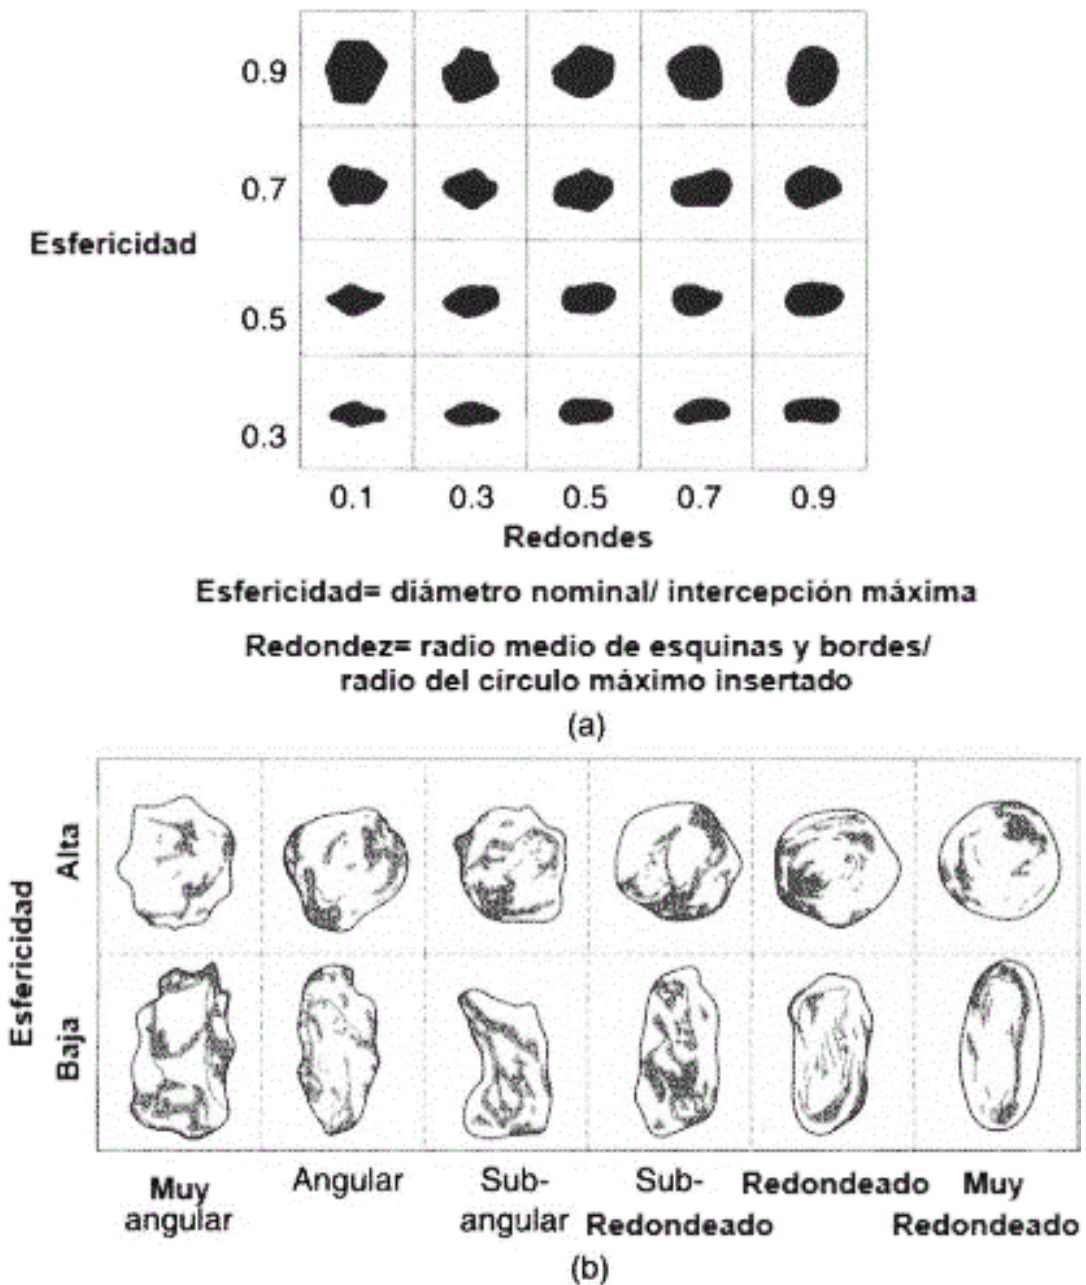 0.9
0.7
Esfericidad
0.5
0.3
0.1 0.3 0.5 0.7 0.9
Redondes
Esfericidad= diámetro nominal/ intercepción máxima
Redondez= radio medio de esquinas y bordes/
radio del círculo máximo insertado
(a)
Esfericidad
Alta
Baja
Muy angular
Angular
Sub-angular
Sub-Redondeado
Redondeado
Muy Redondeado
(b)